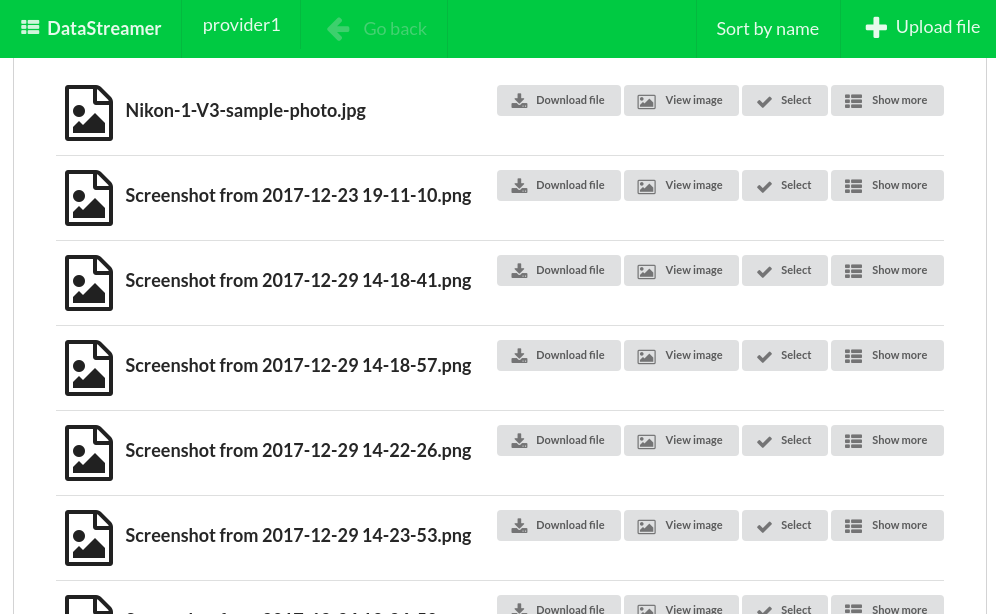 DataStreamer provider1 Go back Sort by name Upload file
Nikon-1-V3-sample-photo.jpg Download file View image Select Show more
Screenshot from 2017-12-23 19-11-10.png Download file View image Select Show more
Screenshot from 2017-12-29 14-18-41.png Download file View image Select Show more
Screenshot from 2017-12-29 14-18-57.png Download file View image Select Show more
Screenshot from 2017-12-29 14-22-26.png Download file View image Select Show more
Screenshot from 2017-12-29 14-23-53.png Download file View image Select Show more
Download file View image Select Show more